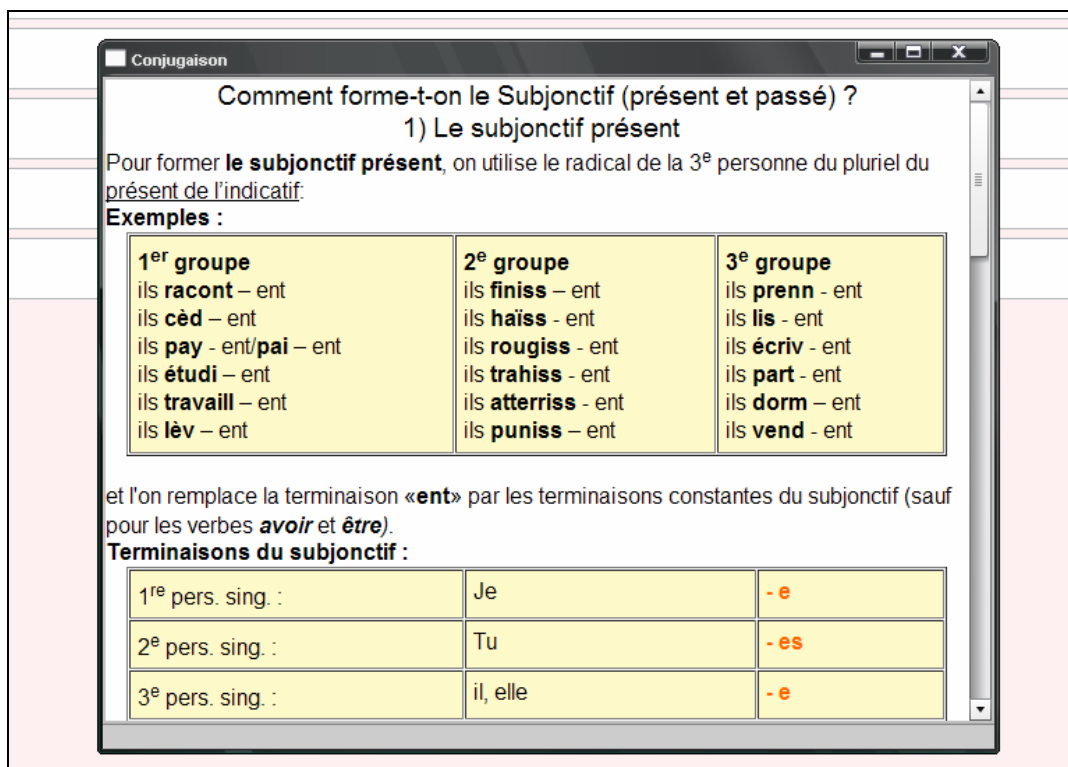 Conjugaison
Comment forme-t-on le Subjonctif (présent et passé) ?
1) Le subjonctif présent
Pour former le subjonctif présent, on utilise le radical de la 3e personne du pluriel du
présent de l'indicatif:
Exemples :
1er groupe
ils racont – ent
ils cèd – ent
ils pay - ent/pai – ent
ils étudi – ent
ils travaill – ent
ils lèv – ent
2e groupe
ils finiss – ent
ils haïss - ent
ils rougiss - ent
ils trahiss - ent
ils atterriss - ent
ils puniss – ent
3e groupe
ils prenn - ent
ils lis - ent
ils écriv - ent
ils part - ent
ils dorm – ent
ils vend - ent
et l'on remplace la terminaison «ent» par les terminaisons constantes du subjonctif (sauf
pour les verbes avoir et être).
Terminaisons du subjonctif :
1re pers. sing. : Je - e
2e pers. sing. : Tu - es
3e pers. sing. : il, elle - e